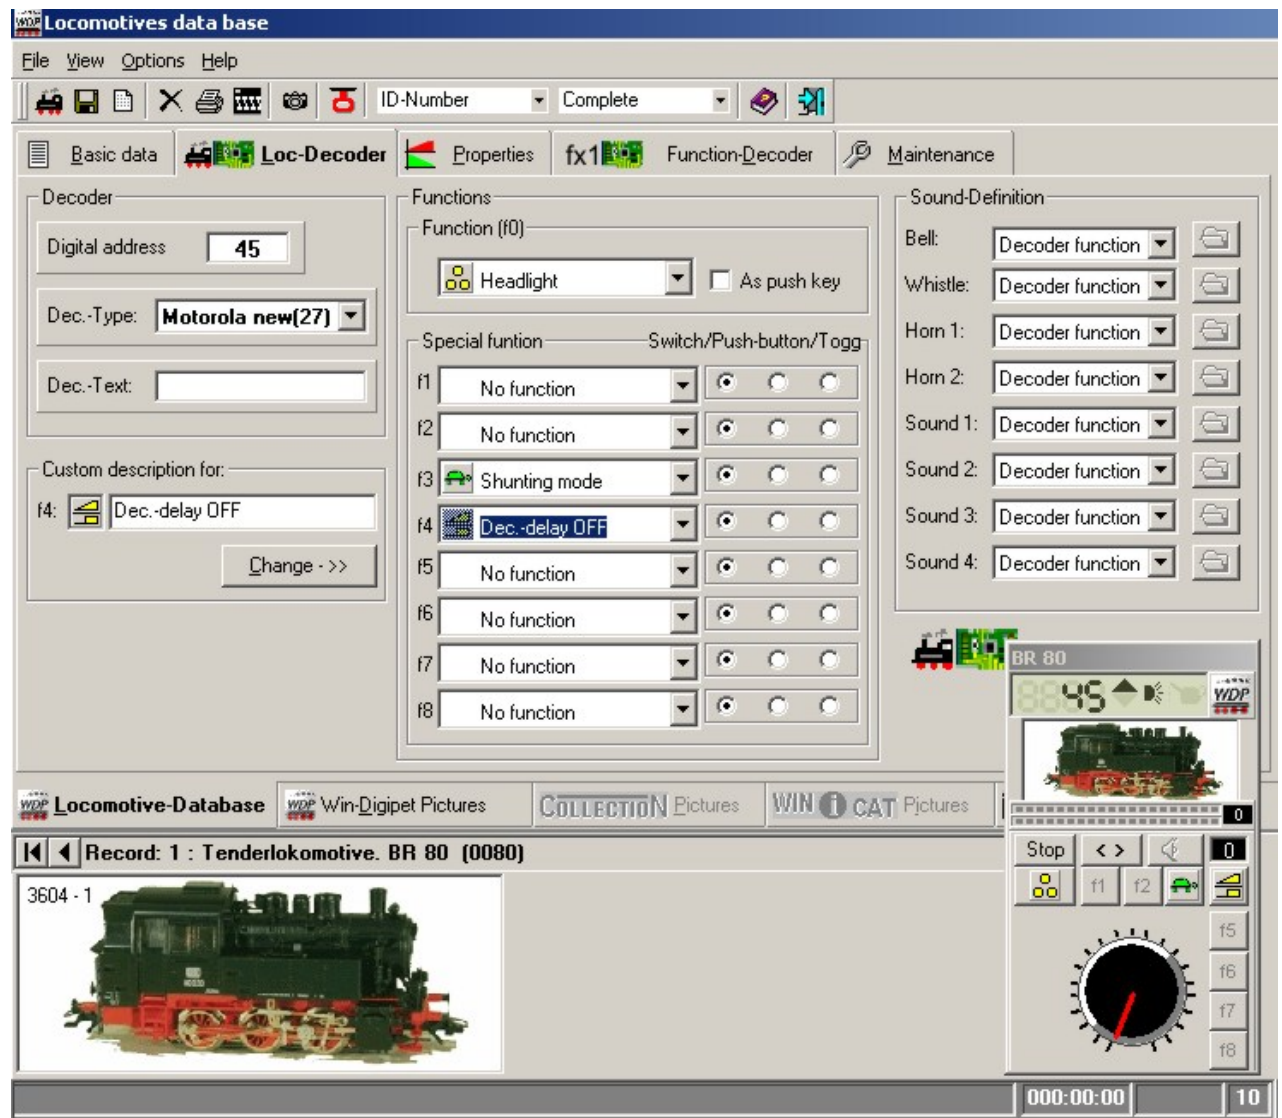 WDP Locomotives data base
File View Options Help
ID-Number Complete
Basic data Loc-Decoder Properties fx1 Function-Decoder Maintenance
Decoder
Digital address 45
Dec.-Type: Motorola new(27)
Dec.-Text:
Custom description for:
f4: Dec.-delay OFF
Change - >>
Functions
Function (f0)
Headlight As push key
Special funtion Switch/Push-button/Togg
f1 No function
f2 No function
f3 Shunting mode
f4 Dec.-delay OFF
f5 No function
f6 No function
f7 No function
f8 No function
Sound-Definition
Bell: Decoder function
Whistle: Decoder function
Horn 1: Decoder function
Horn 2: Decoder function
Sound 1: Decoder function
Sound 2: Decoder function
Sound 3: Decoder function
Sound 4: Decoder function
BR 80
45 WDP
0
Stop < > 0
f1 f2
f5
f6
f7
f8
WDP Locomotive-Database WDP Win-Digipet Pictures COLLECTION Pictures WIN i CAT Pictures
Record: 1 : Tenderlokomotive. BR 80 (0080)
3604 - 1
000:00:00 10